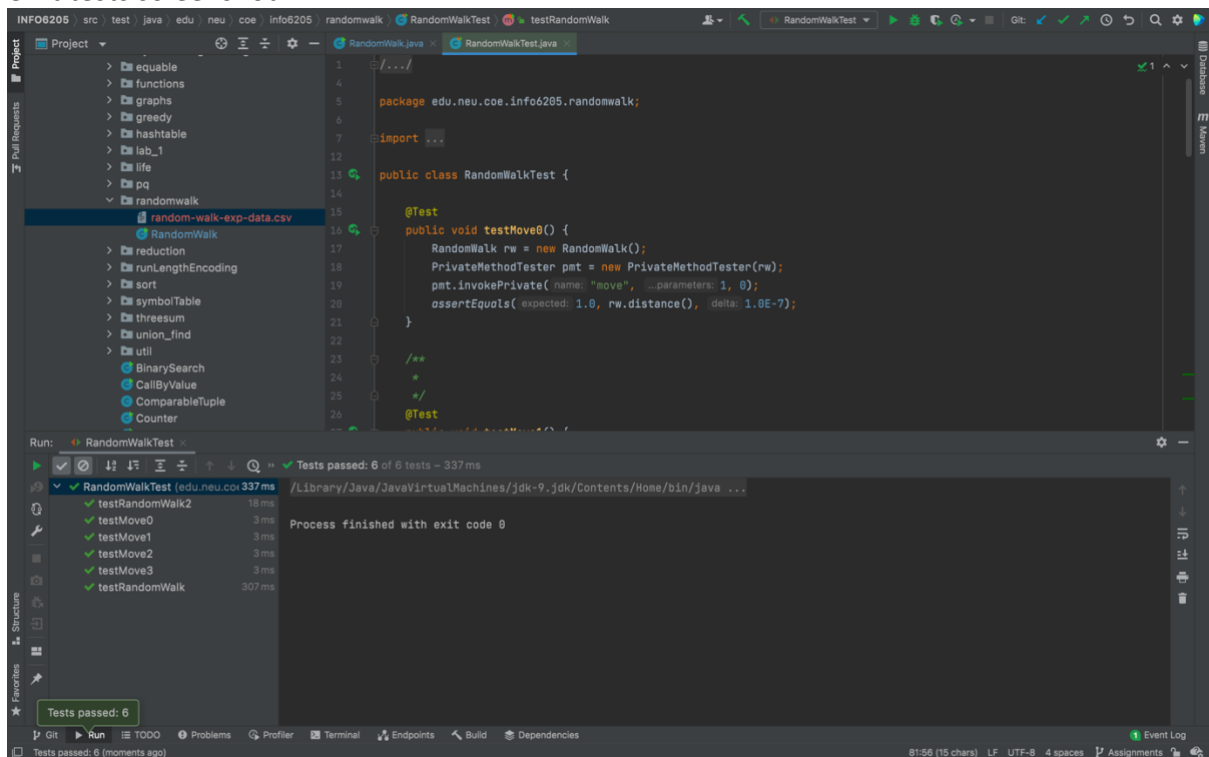 INFO6205 src test java edu neu coe info6205 randomwalk RandomWalkTest testRandomWalk RandomWalkTest Git:
Project RandomWalk.java RandomWalkTest.java
Project
Pull Requests
equable
functions
graphs
greedy
hashtable
lab_1
life
pq
randomwalk
random-walk-exp-data.csv
RandomWalk
reduction
runLengthEncoding
sort
symbolTable
threesum
union_find
util
BinarySearch
CallByValue
ComparableTuple
Counter
1 /.../
4
5 package edu.neu.coe.info6205.randomwalk;
6
7 import ...
12
13 public class RandomWalkTest {
14
15 @Test
16 public void testMove0() {
17 RandomWalk rw = new RandomWalk();
18 PrivateMethodTester pmt = new PrivateMethodTester(rw);
19 pmt.invokePrivate( name: "move", ...parameters: 1, 0);
20 assertEquals( expected: 1.0, rw.distance(), delta: 1.0E-7);
21 }
22
23 /**
24 *
25 */
26 @Test
1
Database
Maven
Run: RandomWalkTest
Tests passed: 6 of 6 tests – 337 ms
RandomWalkTest (edu.neu.coe 337 ms
testRandomWalk2 18 ms
testMove0 3 ms
testMove1 3 ms
testMove2 3 ms
testMove3 3 ms
testRandomWalk 307 ms
/Library/Java/JavaVirtualMachines/jdk-9.jdk/Contents/Home/bin/java ...
Process finished with exit code 0
Structure
Favorites
Tests passed: 6
Git Run TODO Problems Profiler Terminal Endpoints Build Dependencies 1 Event Log
Tests passed: 6 (moments ago) 81:56 (15 chars) LF UTF-8 4 spaces Assignments